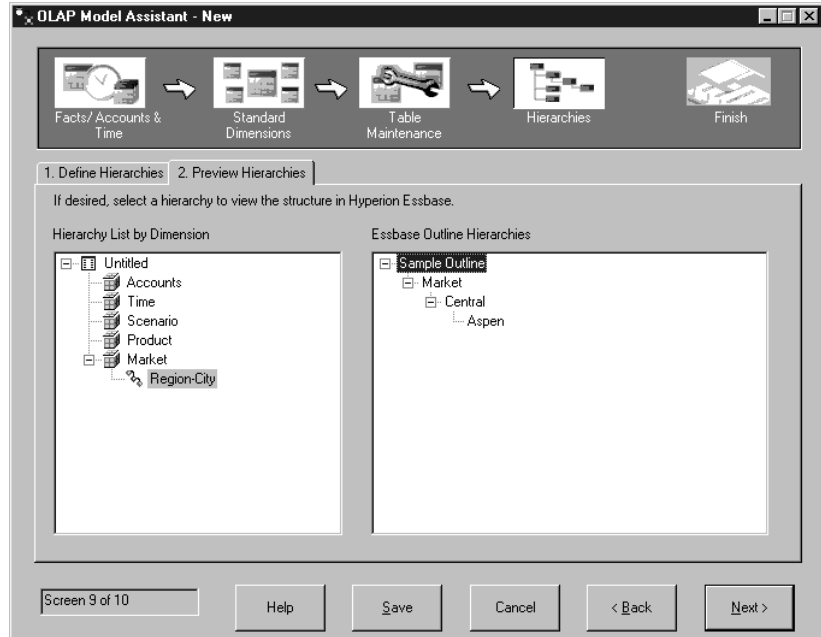 OLAP Model Assistant - New
Facts/Accounts &
Time
Standard
Dimensions
Table
Maintenance
Hierarchies
Finish
1. Define Hierarchies
2. Preview Hierarchies
If desired, select a hierarchy to view the structure in Hyperion Essbase.
Hierarchy List by Dimension
Untitled
Accounts
Time
Scenario
Product
Market
Region-City
Essbase Outline Hierarchies
Sample Outline
Market
Central
Aspen
Screen 9 of 10
Help
Save
Cancel
< Back
Next >